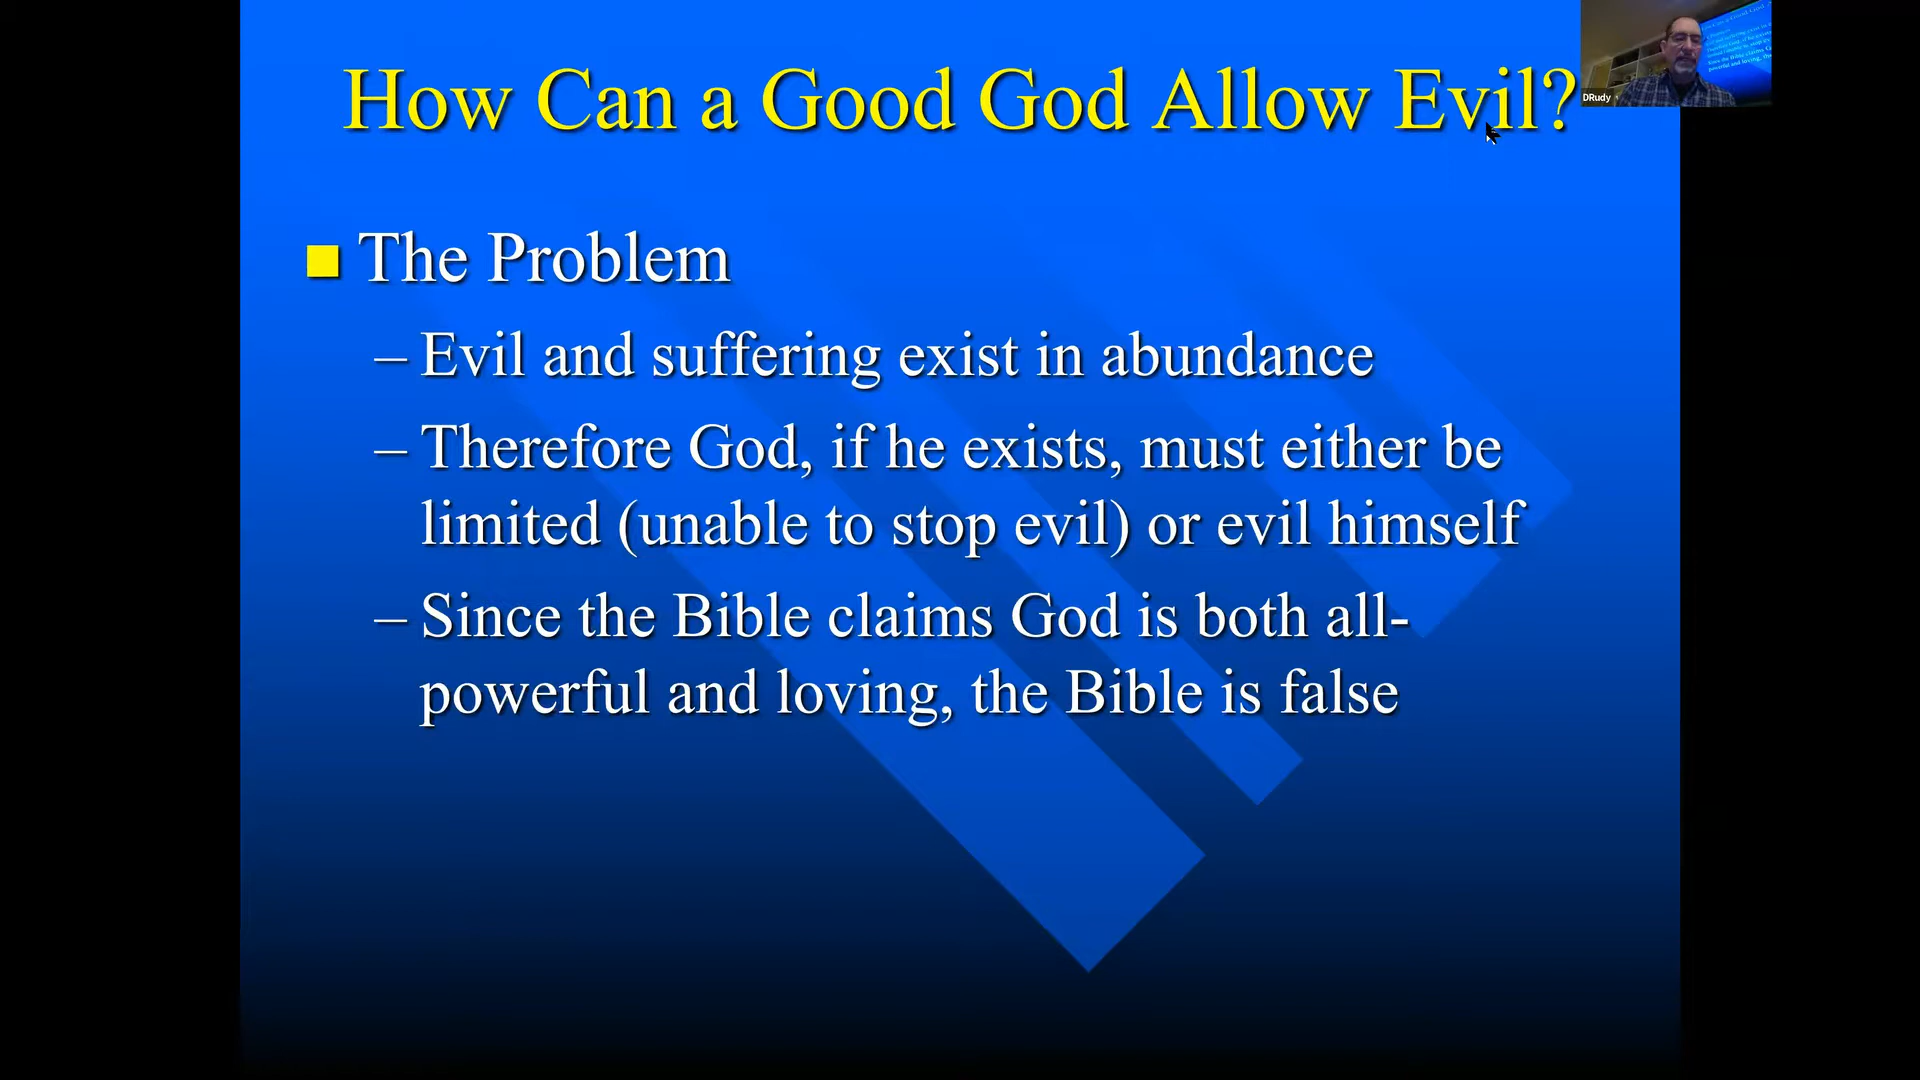 How Can a Good God Allow Evil?
DRudy
The Problem
– Evil and suffering exist in abundance
– Therefore God, if he exists, must either be
limited (unable to stop evil) or evil himself
– Since the Bible claims God is both all-
powerful and loving, the Bible is false